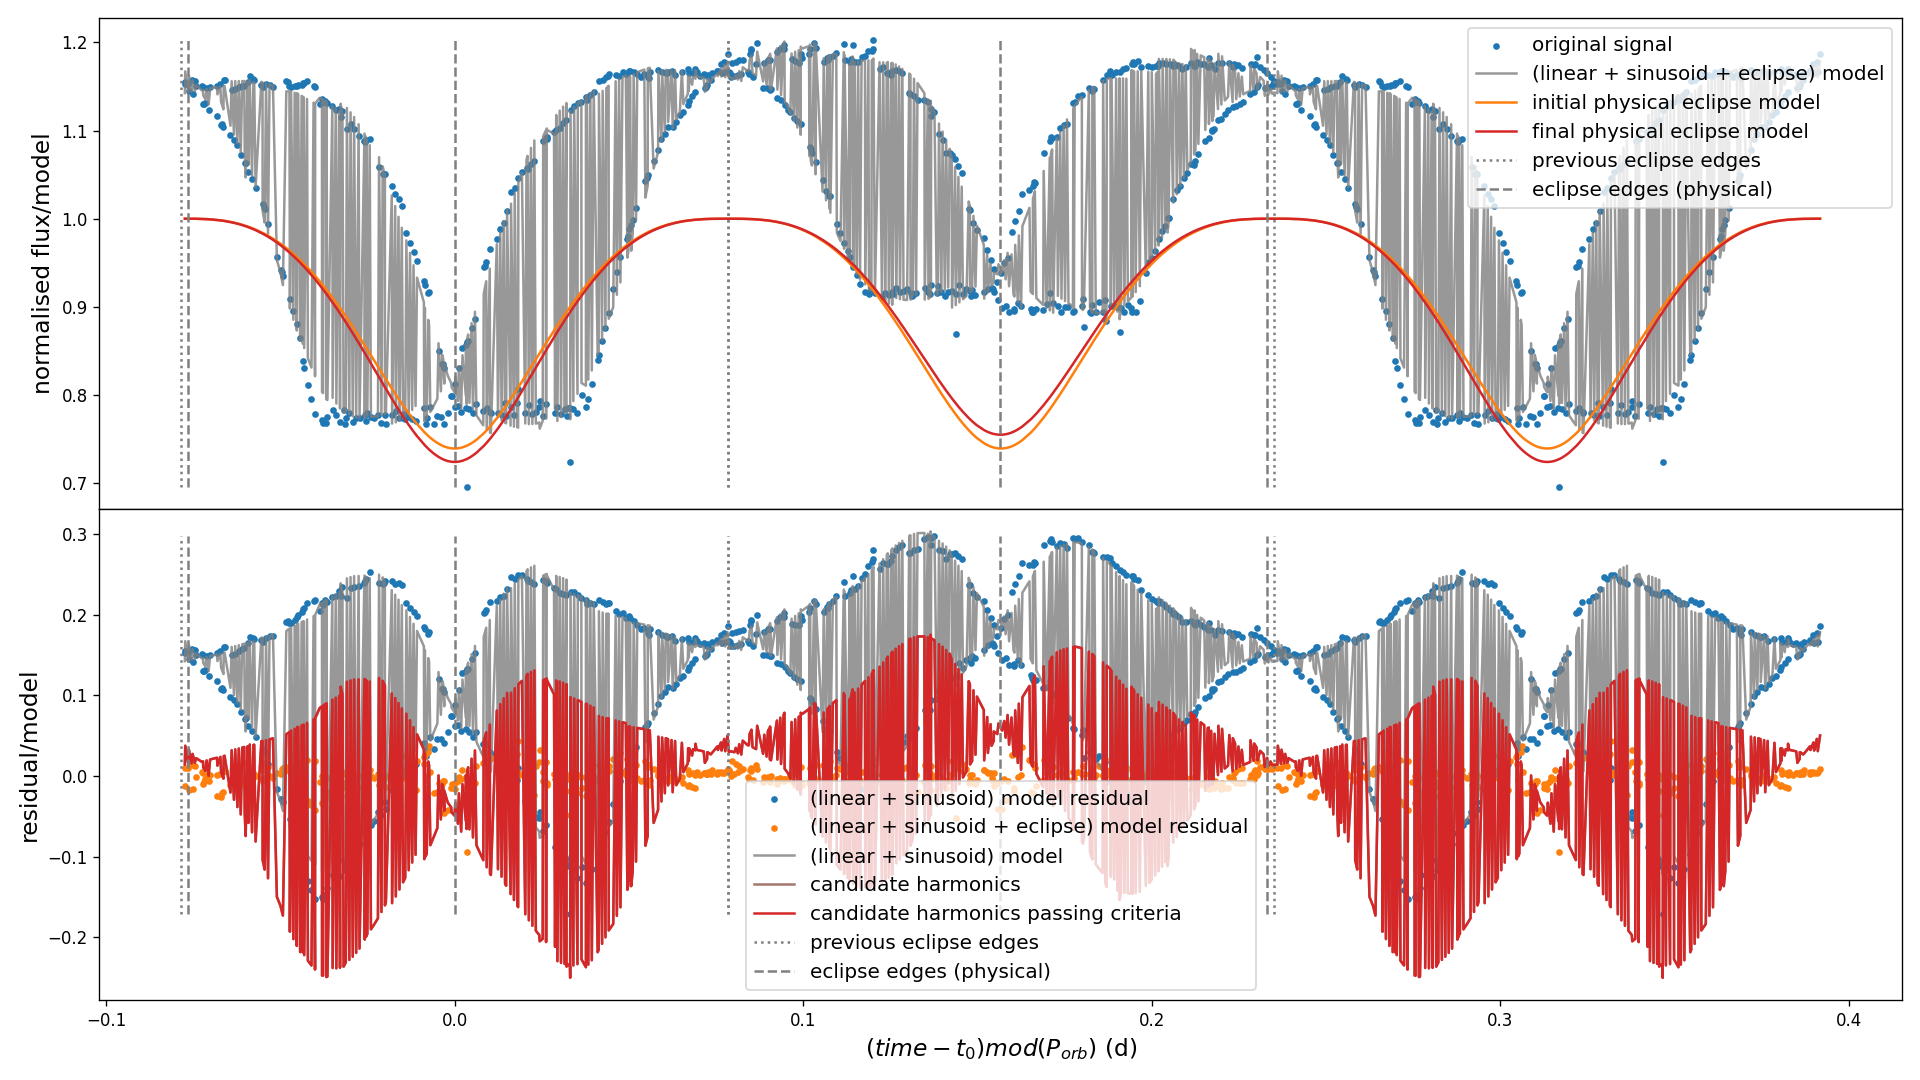 normalised flux/model
1.2
1.1
1.0
0.9
0.8
0.7
original signal
(linear + sinusoid + eclipse) model
initial physical eclipse model
final physical eclipse model
previous eclipse edges
eclipse edges (physical)
residual/model
0.3
0.2
0.1
0.0
−0.1
−0.2
(linear + sinusoid) model residual
(linear + sinusoid + eclipse) model residual
(linear + sinusoid) model
candidate harmonics
candidate harmonics passing criteria
previous eclipse edges
eclipse edges (physical)
−0.1 0.0 0.1 0.2 0.3 0.4
(time − t₀)mod(Pₒᵣb) (d)